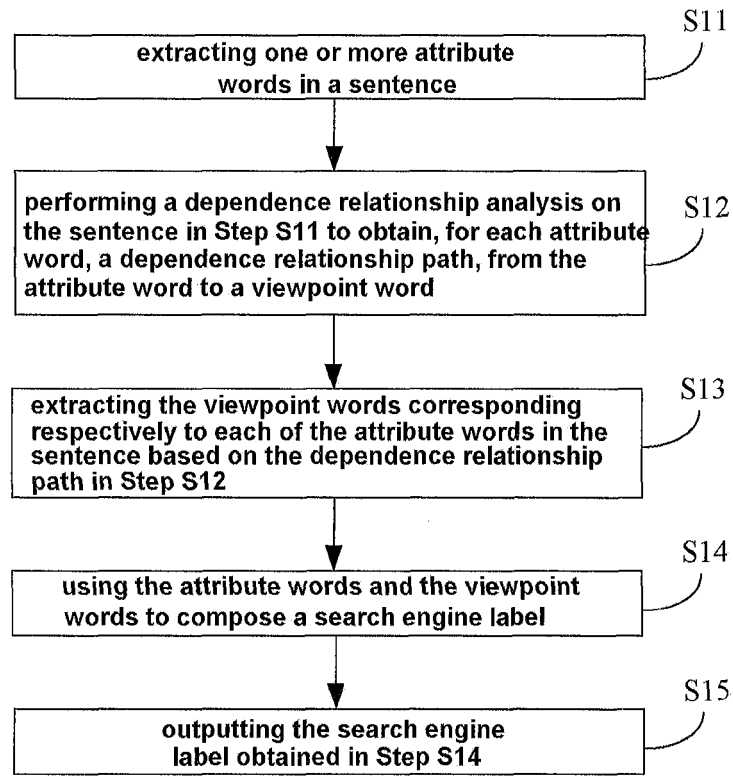 S11
extracting one or more attribute
words in a sentence
S12
performing a dependence relationship analysis on
the sentence in Step S11 to obtain, for each attribute
word, a dependence relationship path, from the
attribute word to a viewpoint word
S13
extracting the viewpoint words corresponding
respectively to each of the attribute words in the
sentence based on the dependence relationship
path in Step S12
S14
using the attribute words and the viewpoint
words to compose a search engine label
S15
outputting the search engine
label obtained in Step S14